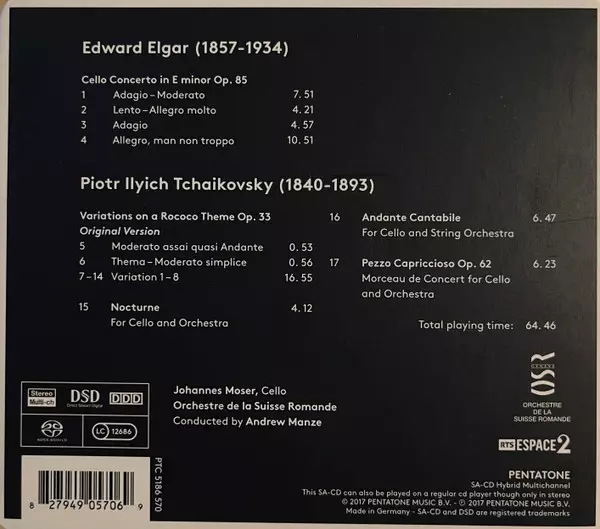 Edward Elgar (1857-1934)
Cello Concerto in E minor Op. 85
1 Adagio – Moderato 7. 51
2 Lento – Allegro molto 4. 21
3 Adagio 4. 57
4 Allegro, man non troppo 10. 51
Piotr Ilyich Tchaikovsky (1840-1893)
Variations on a Rococo Theme Op. 33
Original Version
5 Moderato assai quasi Andante 0. 53
6 Thema – Moderato simplice 0. 56
7 – 14 Variation 1 – 8 16. 55
15 Nocturne 4. 12
For Cello and Orchestra
16 Andante Cantabile 6. 47
For Cello and String Orchestra
17 Pezzo Capriccioso Op. 62 6. 23
Morceau de Concert for Cello
and Orchestra
Total playing time: 64. 46
Stereo
Multi-ch
DSD
Direct Stream Digital
DDD
SUPER AUDIO CD
LC 12686
Johannes Moser, Cello
Orchestre de la Suisse Romande
Conducted by Andrew Manze
OSR
ORCHESTRE
DE LA
SUISSE ROMANDE
RTS ESPACE 2
8 27949 05706 9
PTC 5186 570
PENTATONE
SA-CD Hybrid Multichannel
This SA-CD can also be played on a regular cd player though only in stereo
© 2017 PENTATONE MUSIC B.V. - ℗ 2017 PENTATONE MUSIC B.V.
Made in Germany - SA-CD and DSD are registered trademarks